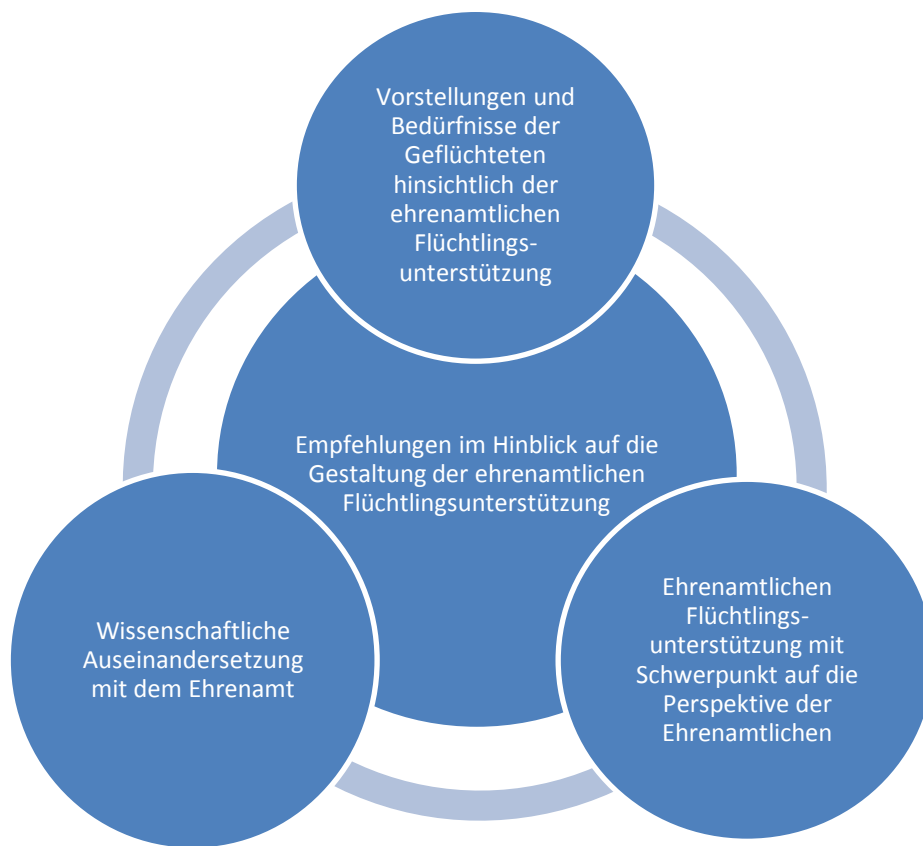 Vorstellungen und
Bedürfnisse der
Geflüchteten
hinsichtlich der
ehrenamtlichen
Flüchtlings-
unterstützung
Empfehlungen im Hinblick auf die
Gestaltung der ehrenamtlichen
Flüchtlingsunterstützung
Wissenschaftliche
Auseinandersetzung
mit dem Ehrenamt
Ehrenamtlichen
Flüchtlings-
unterstützung mit
Schwerpunkt auf die
Perspektive der
Ehrenamtlichen